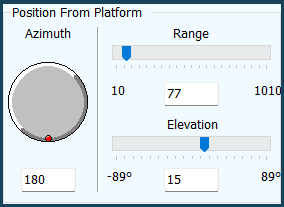 Position From Platform
Azimuth
Range
10 77 1010
Elevation
180 -89° 15 89°